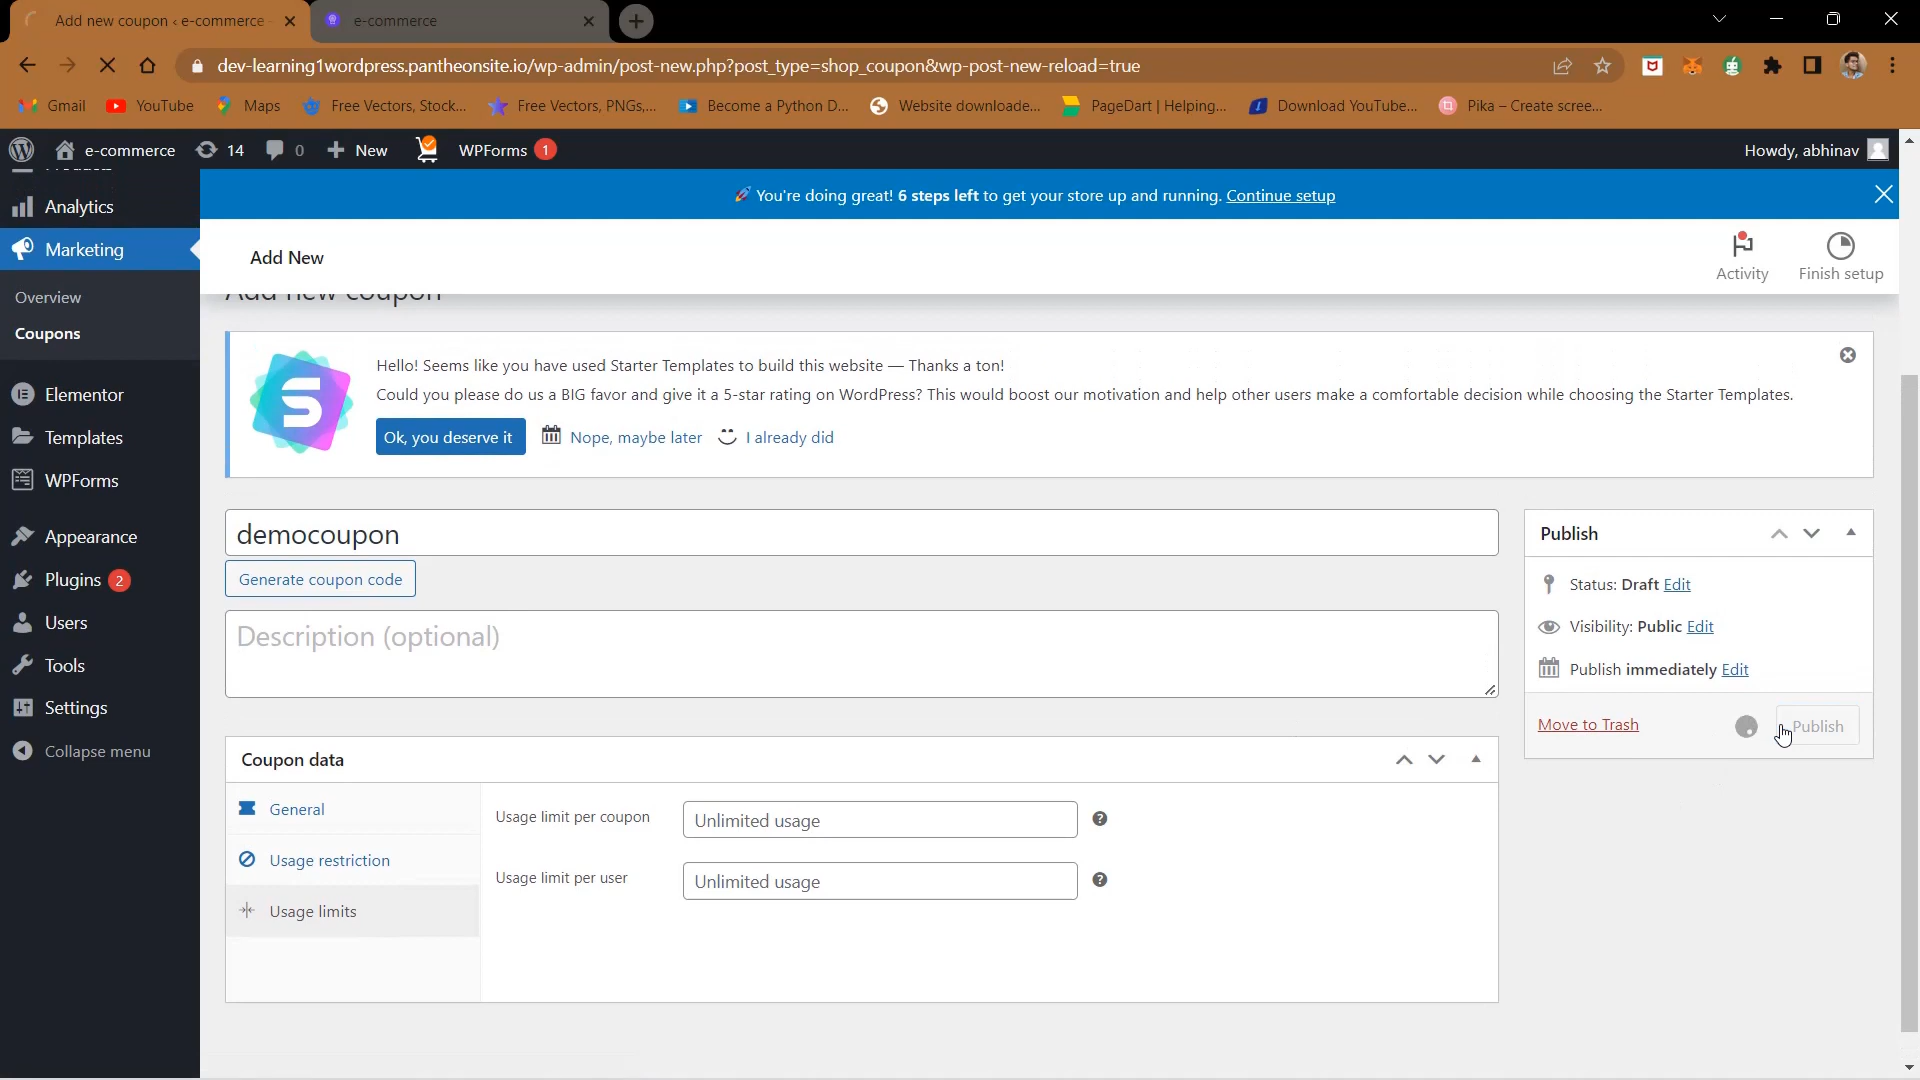 Add new coupon ‹ e-commerce
e-commerce
dev-learning1wordpress.pantheonsite.io/wp-admin/post-new.php?post_type=shop_coupon&wp-post-new-reload=true
Gmail YouTube Maps Free Vectors, Stock... Free Vectors, PNGs,... Become a Python D... Website downloade... PageDart | Helping... Download YouTube... Pika – Create scree...
e-commerce 14 0 New WPForms 1 Howdy, abhinav
🚀 You're doing great! 6 steps left to get your store up and running. Continue setup
Products
Analytics
Marketing
Overview
Coupons
Elementor
Templates
WPForms
Appearance
Plugins 2
Users
Tools
Settings
Collapse menu
Add New
Activity
Finish setup
Add new coupon
Hello! Seems like you have used Starter Templates to build this website — Thanks a ton!
Could you please do us a BIG favor and give it a 5-star rating on WordPress? This would boost our motivation and help other users make a comfortable decision while choosing the Starter Templates.
Ok, you deserve it Nope, maybe later I already did
democoupon
Generate coupon code
Description (optional)
Coupon data
General
Usage restriction
Usage limits
Usage limit per coupon Unlimited usage
Usage limit per user Unlimited usage
Publish
Status: Draft Edit
Visibility: Public Edit
Publish immediately Edit
Move to Trash Publish